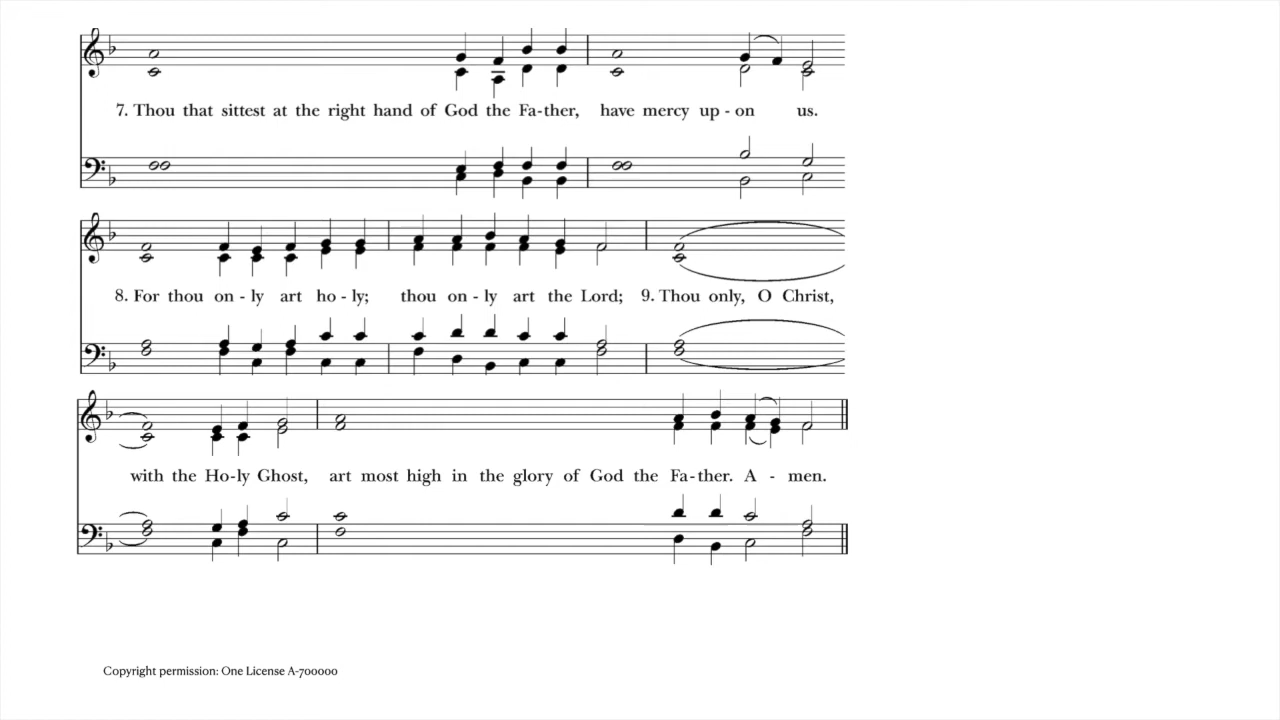 7. Thou that sittest at the right hand of God the Fa-ther, have mercy up - on us.
8. For thou on - ly art ho - ly; thou on - ly art the Lord; 9. Thou only, O Christ,
with the Ho-ly Ghost, art most high in the glory of God the Fa-ther. A - men.
Copyright permission: One License A-700000